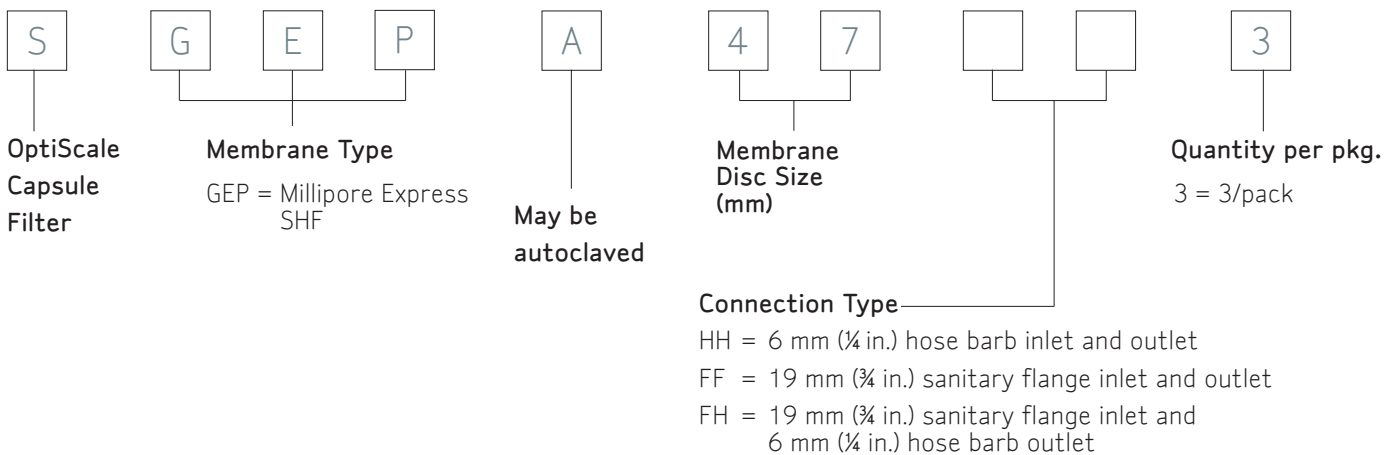 S G E P A 4 7 3
OptiScale
Capsule
Filter
Membrane Type
GEP = Millipore Express
SHF
May be
autoclaved
Membrane
Disc Size
(mm)
Quantity per pkg.
3 = 3/pack
Connection Type
HH = 6 mm (¼ in.) hose barb inlet and outlet
FF = 19 mm (¾ in.) sanitary flange inlet and outlet
FH = 19 mm (¾ in.) sanitary flange inlet and
6 mm (¼ in.) hose barb outlet